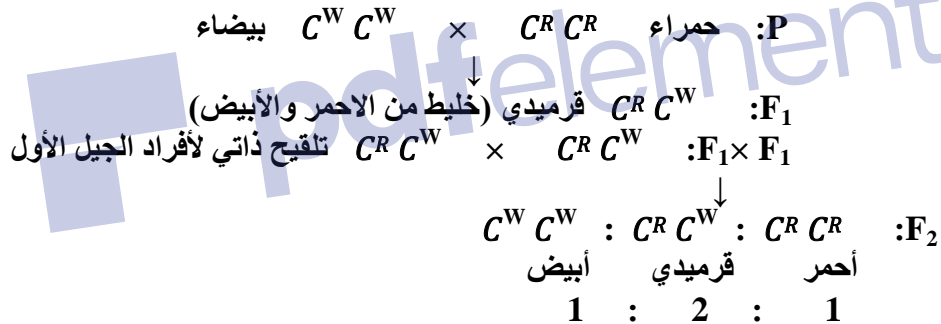 P: حمراء C^R C^R × C^W C^W بيضاء
↓
F₁: C^R C^W قرميدي (خليط من الاحمر والأبيض)
F₁× F₁: C^R C^W × C^R C^W تلقيح ذاتي لأفراد الجيل الأول
↓
F₂: C^R C^R : C^R C^W : C^W C^W
أحمر قرميدي أبيض
1 : 2 : 1
pdfelement